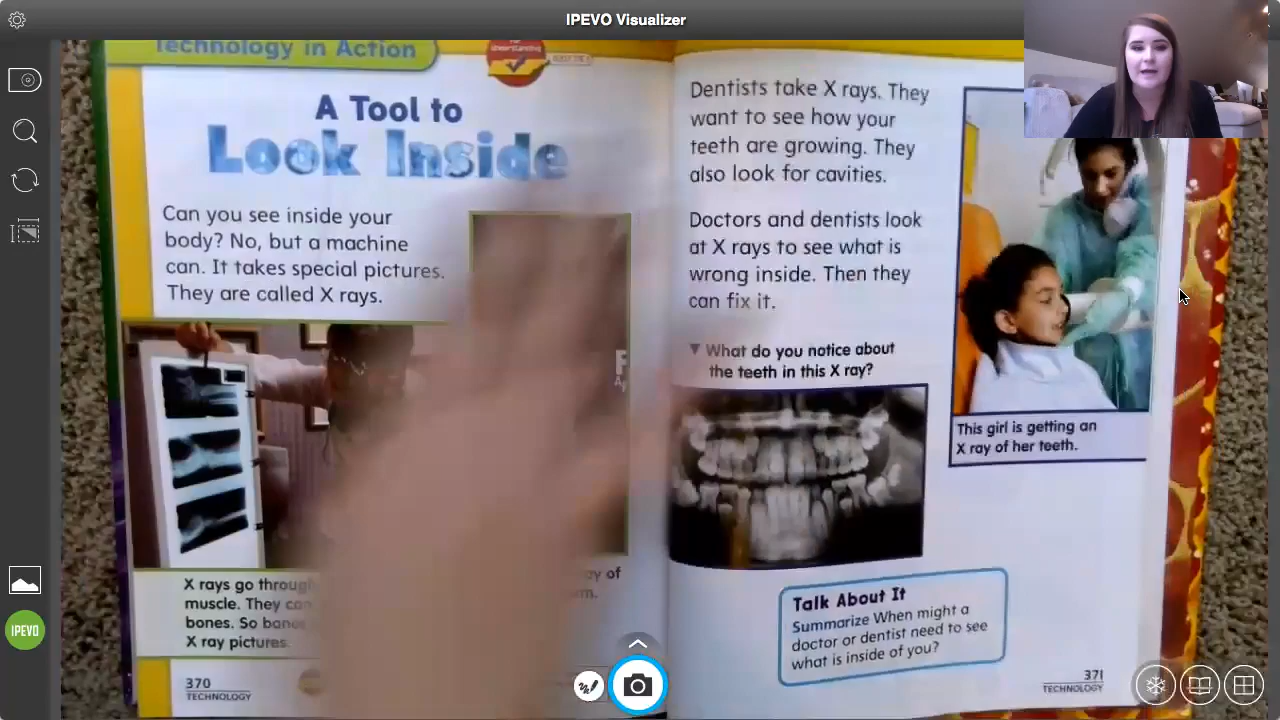 IPEVO Visualizer
Technology in Action
Understanding
A Tool to
Look Inside
Can you see inside your
body? No, but a machine
can. It takes special pictures.
They are called X rays.
X rays go through
muscle. They
bones. So
X ray pictures.
370
TECHNOLOGY
Dentists take X rays. They
want to see how your
teeth are growing. They
also look for cavities.
Doctors and dentists look
at X rays to see what is
wrong inside. Then they
can fix it.
▼ What do you notice about
the teeth in this X ray?
This girl is getting an
X ray of her teeth.
Talk About It
Summarize When might a
doctor or dentist need to see
what is inside of you?
371
TECHNOLOGY
IPEVO